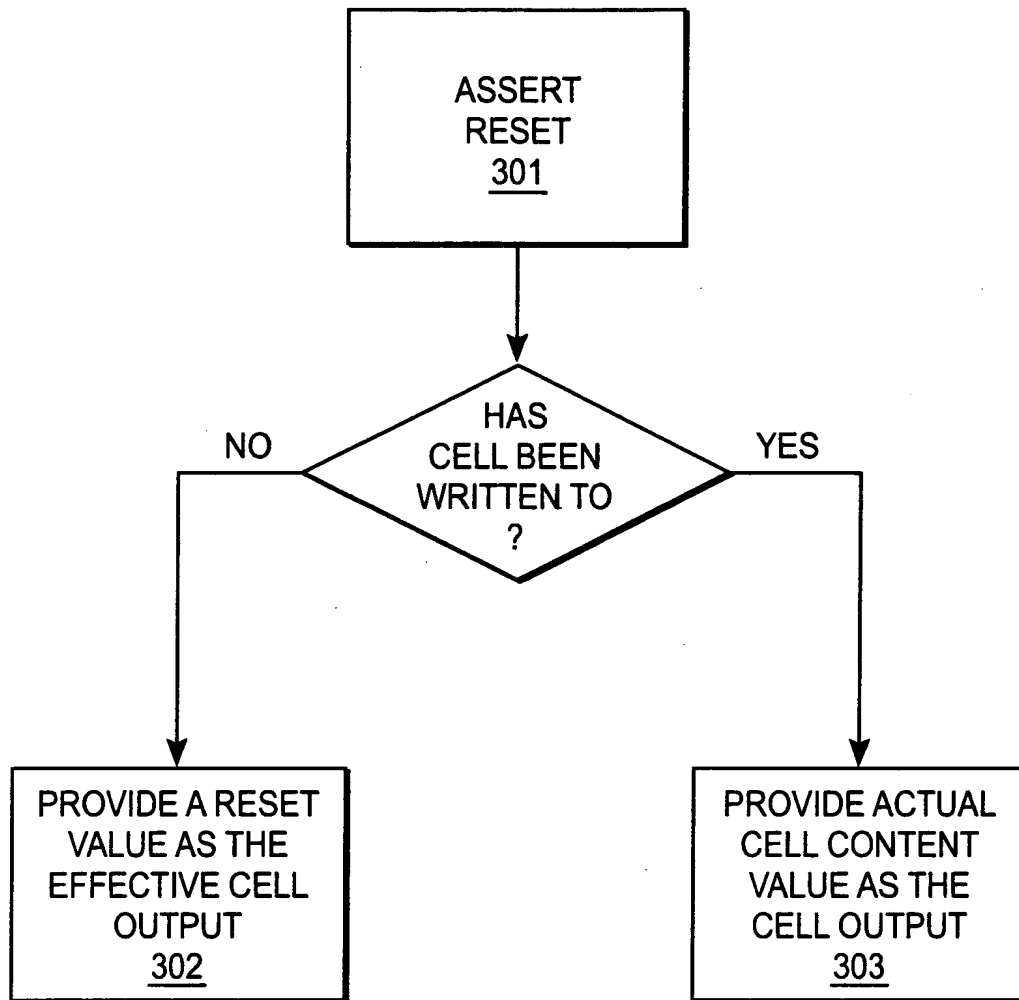 ASSERT
RESET
301
HAS
CELL BEEN
WRITTEN TO
?
NO
YES
PROVIDE A RESET
VALUE AS THE
EFFECTIVE CELL
OUTPUT
302
PROVIDE ACTUAL
CELL CONTENT
VALUE AS THE
CELL OUTPUT
303